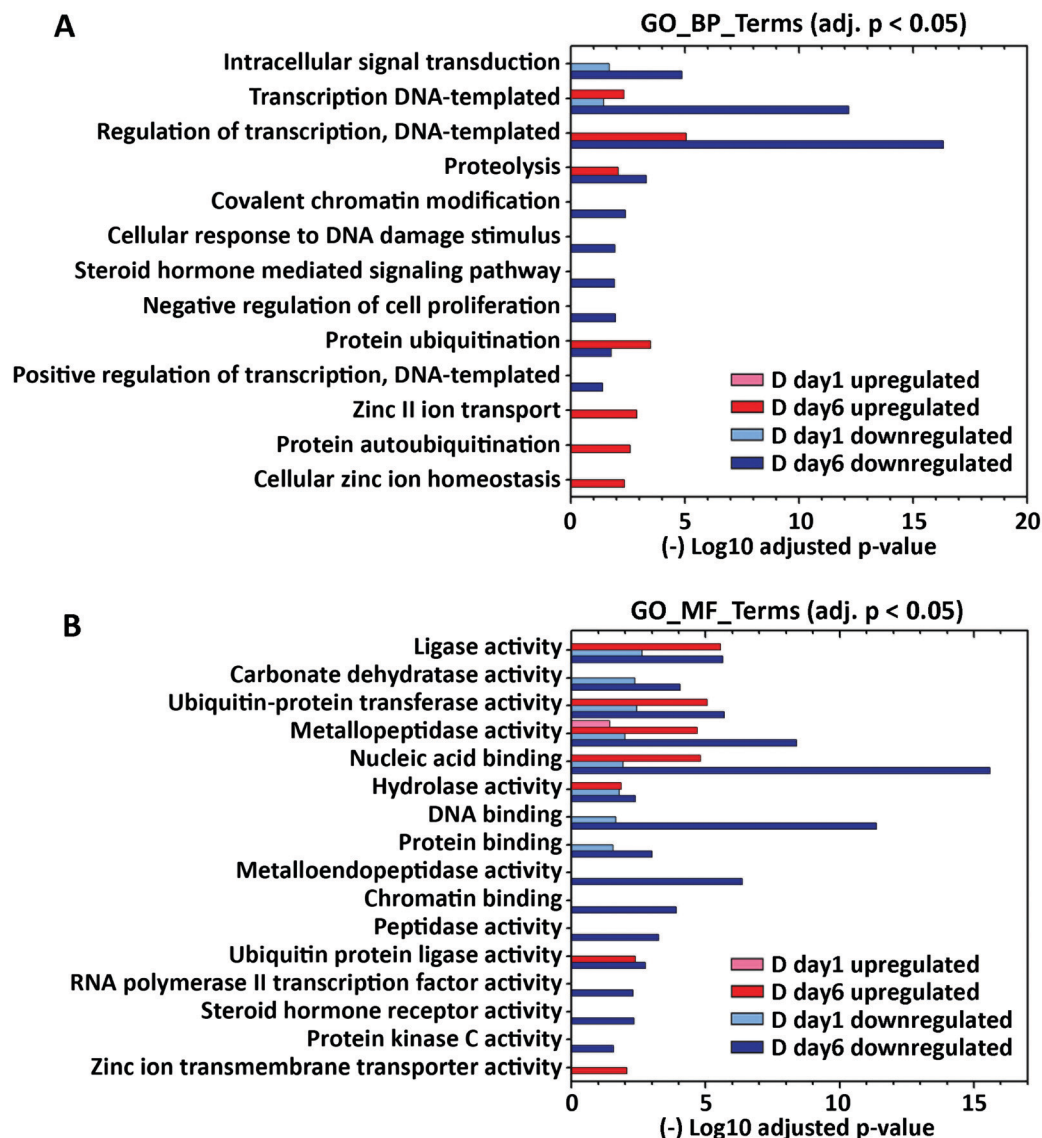 A
GO_BP_Terms (adj. p < 0.05)
Intracellular signal transduction
Transcription DNA-templated
Regulation of transcription, DNA-templated
Proteolysis
Covalent chromatin modification
Cellular response to DNA damage stimulus
Steroid hormone mediated signaling pathway
Negative regulation of cell proliferation
Protein ubiquitination
Positive regulation of transcription, DNA-templated
Zinc II ion transport
Protein autoubiquitination
Cellular zinc ion homeostasis
D day1 upregulated
D day6 upregulated
D day1 downregulated
D day6 downregulated
0 5 10 15 20
(-) Log10 adjusted p-value
B
GO_MF_Terms (adj. p < 0.05)
Ligase activity
Carbonate dehydratase activity
Ubiquitin-protein transferase activity
Metallopeptidase activity
Nucleic acid binding
Hydrolase activity
DNA binding
Protein binding
Metalloendopeptidase activity
Chromatin binding
Peptidase activity
Ubiquitin protein ligase activity
RNA polymerase II transcription factor activity
Steroid hormone receptor activity
Protein kinase C activity
Zinc ion transmembrane transporter activity
D day1 upregulated
D day6 upregulated
D day1 downregulated
D day6 downregulated
0 5 10 15
(-) Log10 adjusted p-value